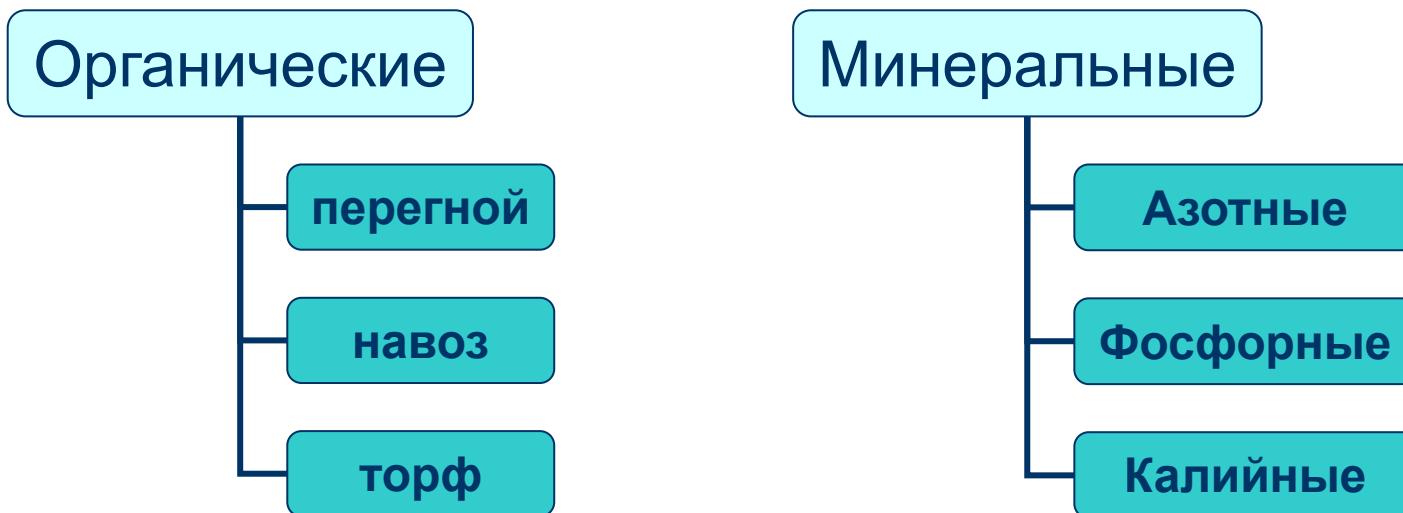 Органические
перегной
навоз
торф
Минеральные
Азотные
Фосфорные
Калийные